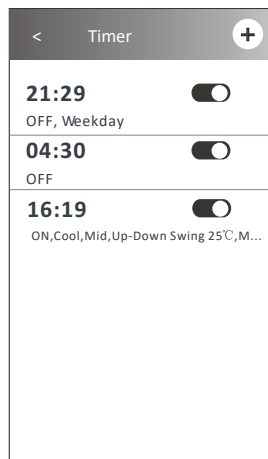 < Timer +
21:29
OFF, Weekday
04:30
OFF
16:19
ON,Cool,Mid,Up-Down Swing 25℃,M...